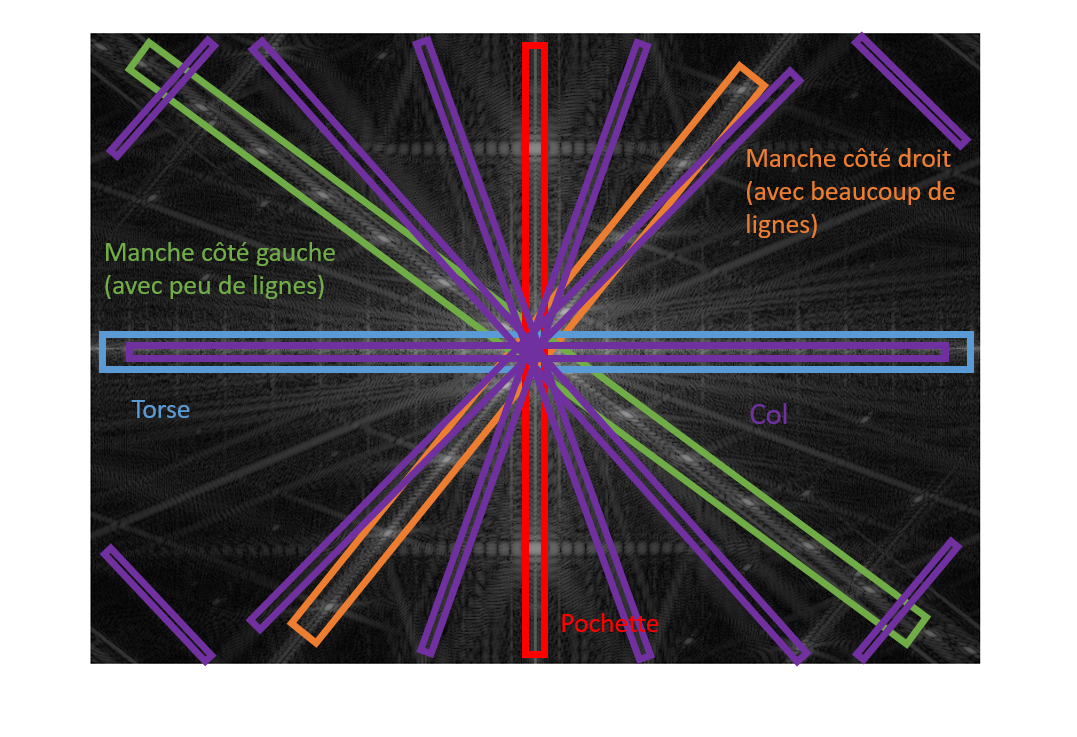 Manche côté droit
(avec beaucoup de
lignes)
Manche côté gauche
(avec peu de lignes)
Torse
Col
Pochette